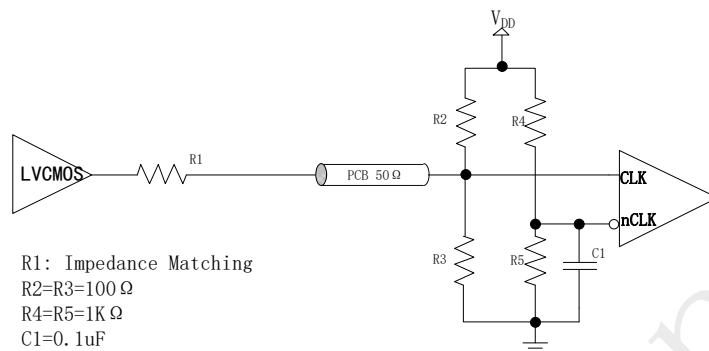 V_DD
R2
R4
R1
LVCMOS
PCB 50Ω
CLK
nCLK
R3
R5
C1
R1: Impedance Matching
R2=R3=100Ω
R4=R5=1KΩ
C1=0.1uF